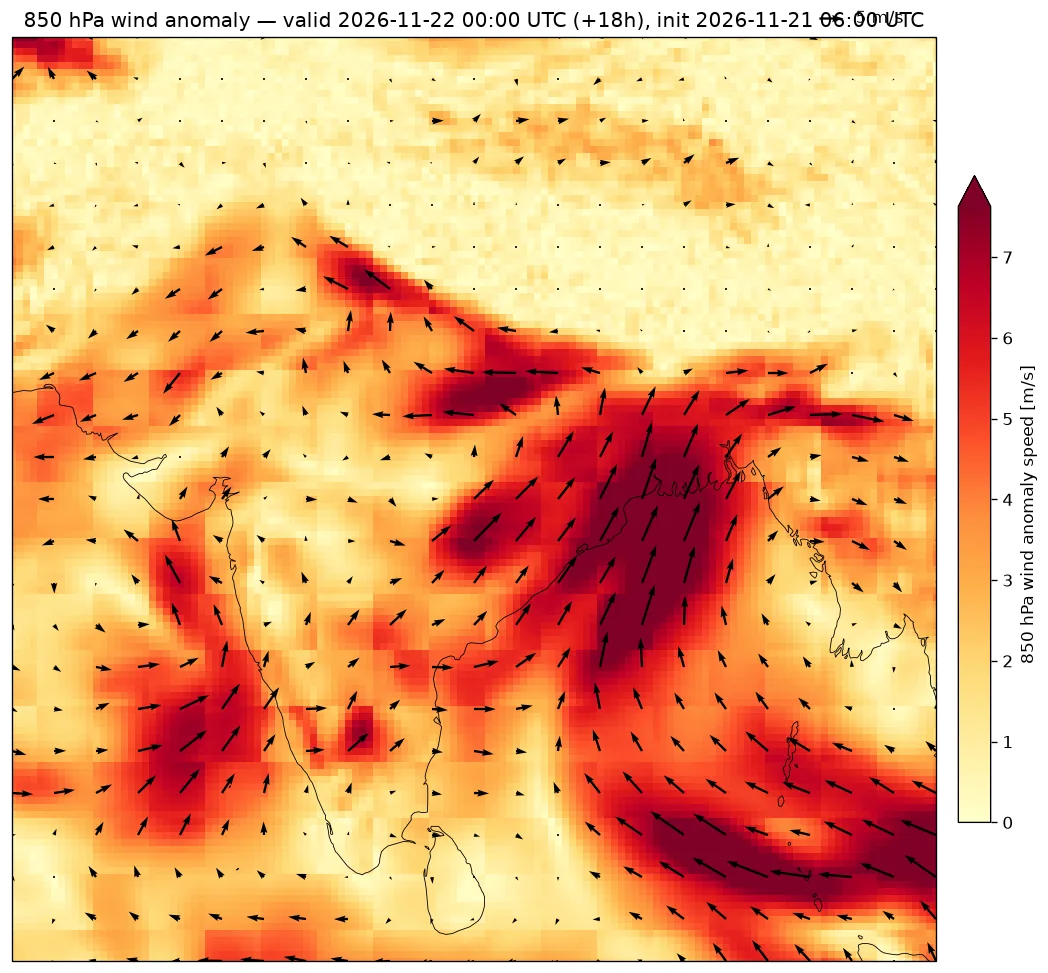 850 hPa wind anomaly — valid 2026-11-22 00:00 UTC (+18h), init 2026-11-21 06:00 UTC
5 m/s
7
6
5
4
3
2
1
0
850 hPa wind anomaly speed [m/s]